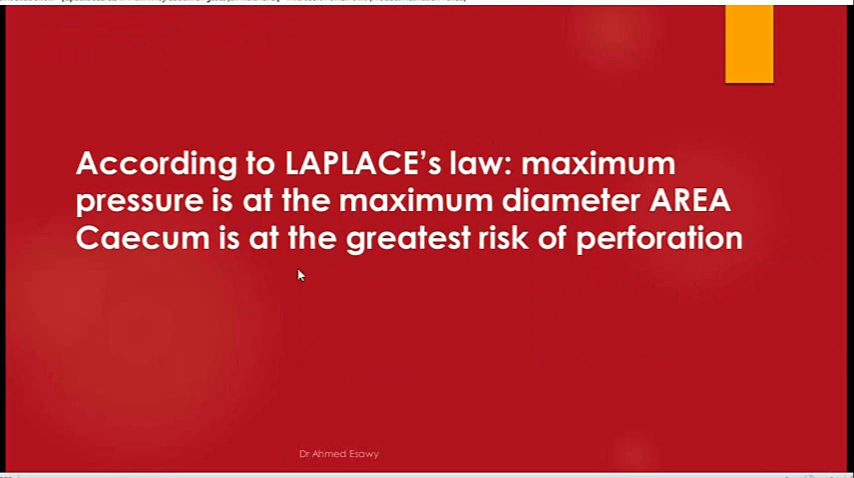 According to LAPLACE's law: maximum
pressure is at the maximum diameter AREA
Caecum is at the greatest risk of perforation
Dr Ahmed Esawy